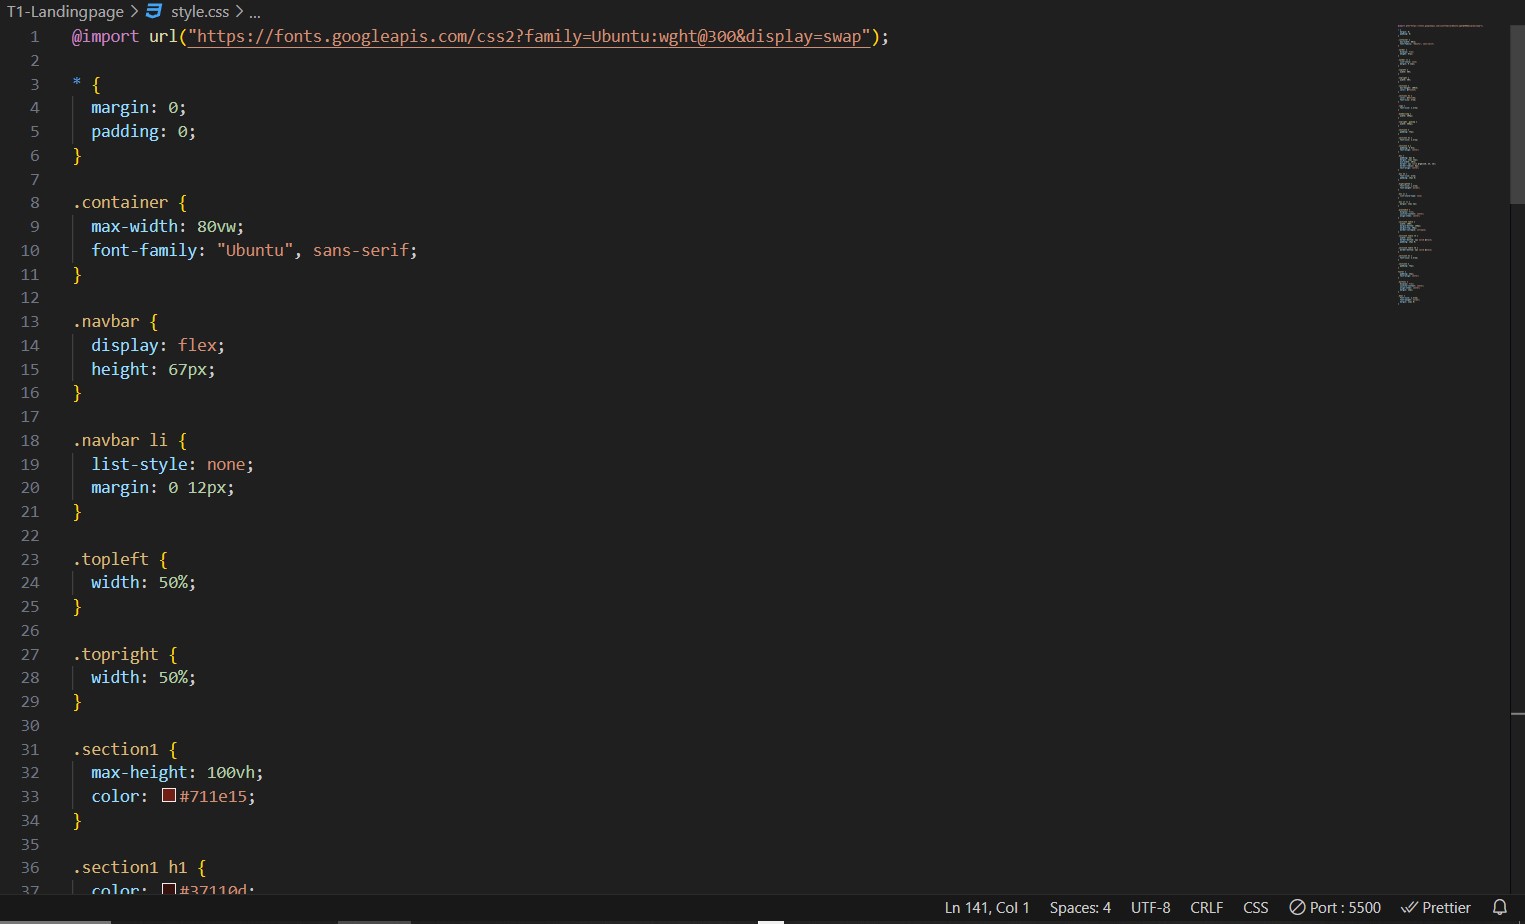 T1-Landingpage > style.css > ...
1 @import url("https://fonts.googleapis.com/css2?family=Ubuntu:wght@300&display=swap");
2
3 * {
4 margin: 0;
5 padding: 0;
6 }
7
8 .container {
9 max-width: 80vw;
10 font-family: "Ubuntu", sans-serif;
11 }
12
13 .navbar {
14 display: flex;
15 height: 67px;
16 }
17
18 .navbar li {
19 list-style: none;
20 margin: 0 12px;
21 }
22
23 .topleft {
24 width: 50%;
25 }
26
27 .topright {
28 width: 50%;
29 }
30
31 .section1 {
32 max-height: 100vh;
33 color: #711e15;
34 }
35
36 .section1 h1 {
37 color: #37110d;
Ln 141, Col 1 Spaces: 4 UTF-8 CRLF CSS Port : 5500 Prettier